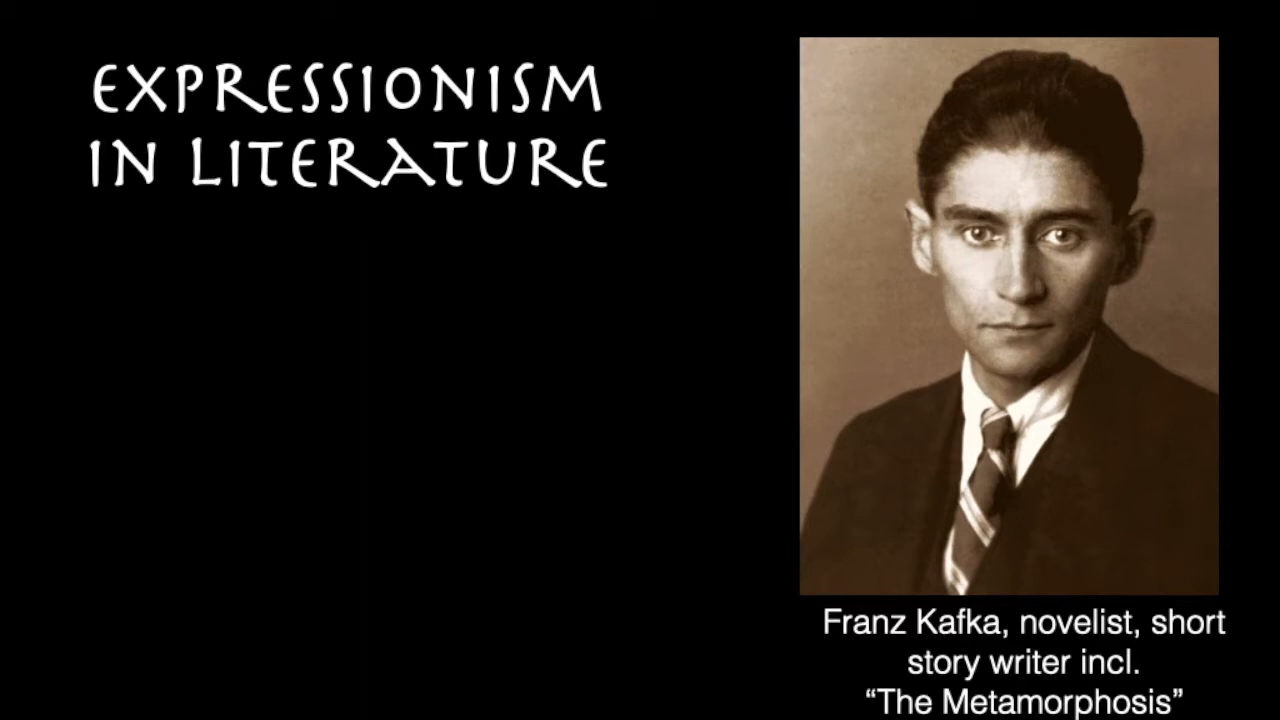 EXPRESSIONISM
IN LITERATURE
Franz Kafka, novelist, short
story writer incl.
“The Metamorphosis”